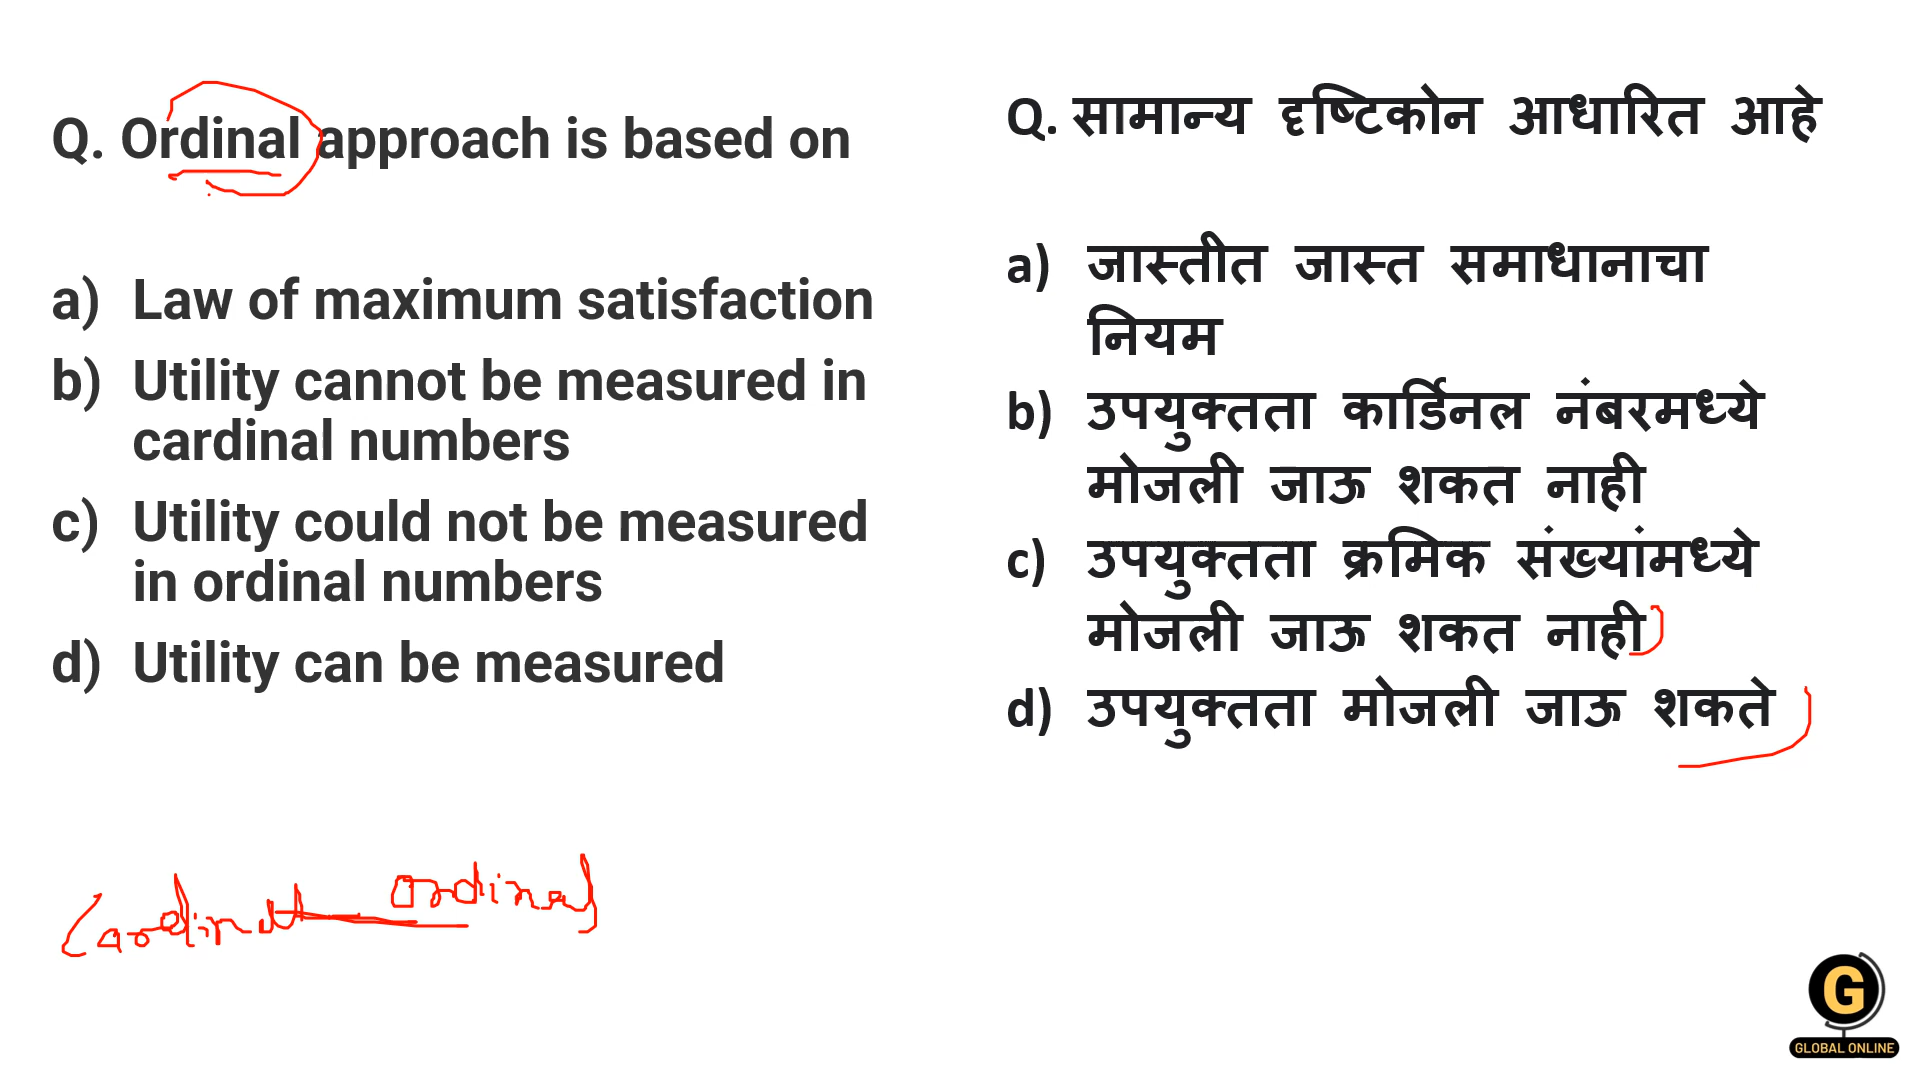 Q. Ordinal approach is based on
a) Law of maximum satisfaction
b) Utility cannot be measured in
cardinal numbers
c) Utility could not be measured
in ordinal numbers
d) Utility can be measured
Cardinal ordinal
Q. सामान्य दृष्टिकोन आधारित आहे
a) जास्तीत जास्त समाधानाचा
नियम
b) उपयुक्तता कार्डिनल नंबरमध्ये
मोजली जाऊ शकत नाही
c) उपयुक्तता क्रमिक संख्यांमध्ये
मोजली जाऊ शकत नाही
d) उपयुक्तता मोजली जाऊ शकते
G
GLOBAL ONLINE